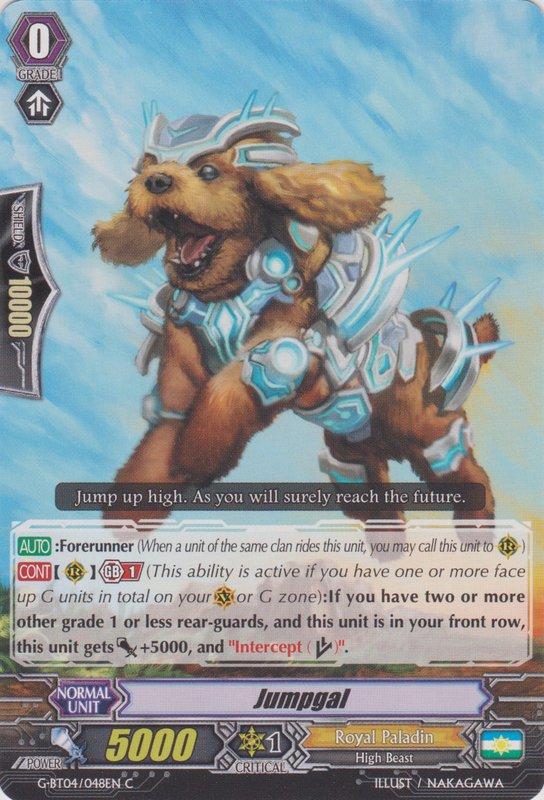 0
GRADE
SHIELD
10000
Jump up high. As you will surely reach the future.
AUTO :Forerunner (When a unit of the same clan rides this unit, you may call this unit to R)
CONT [R] GB 1 (This ability is active if you have one or more face
up G units in total on your V or G zone):If you have two or more
other grade 1 or less rear-guards, and this unit is in your front row,
this unit gets +5000, and "Intercept ( )".
NORMAL
UNIT
Jumpgal
POWER 5000
1
CRITICAL
Royal Paladin
High Beast
G-BT04/048EN C
ILLUST / NAKAGAWA